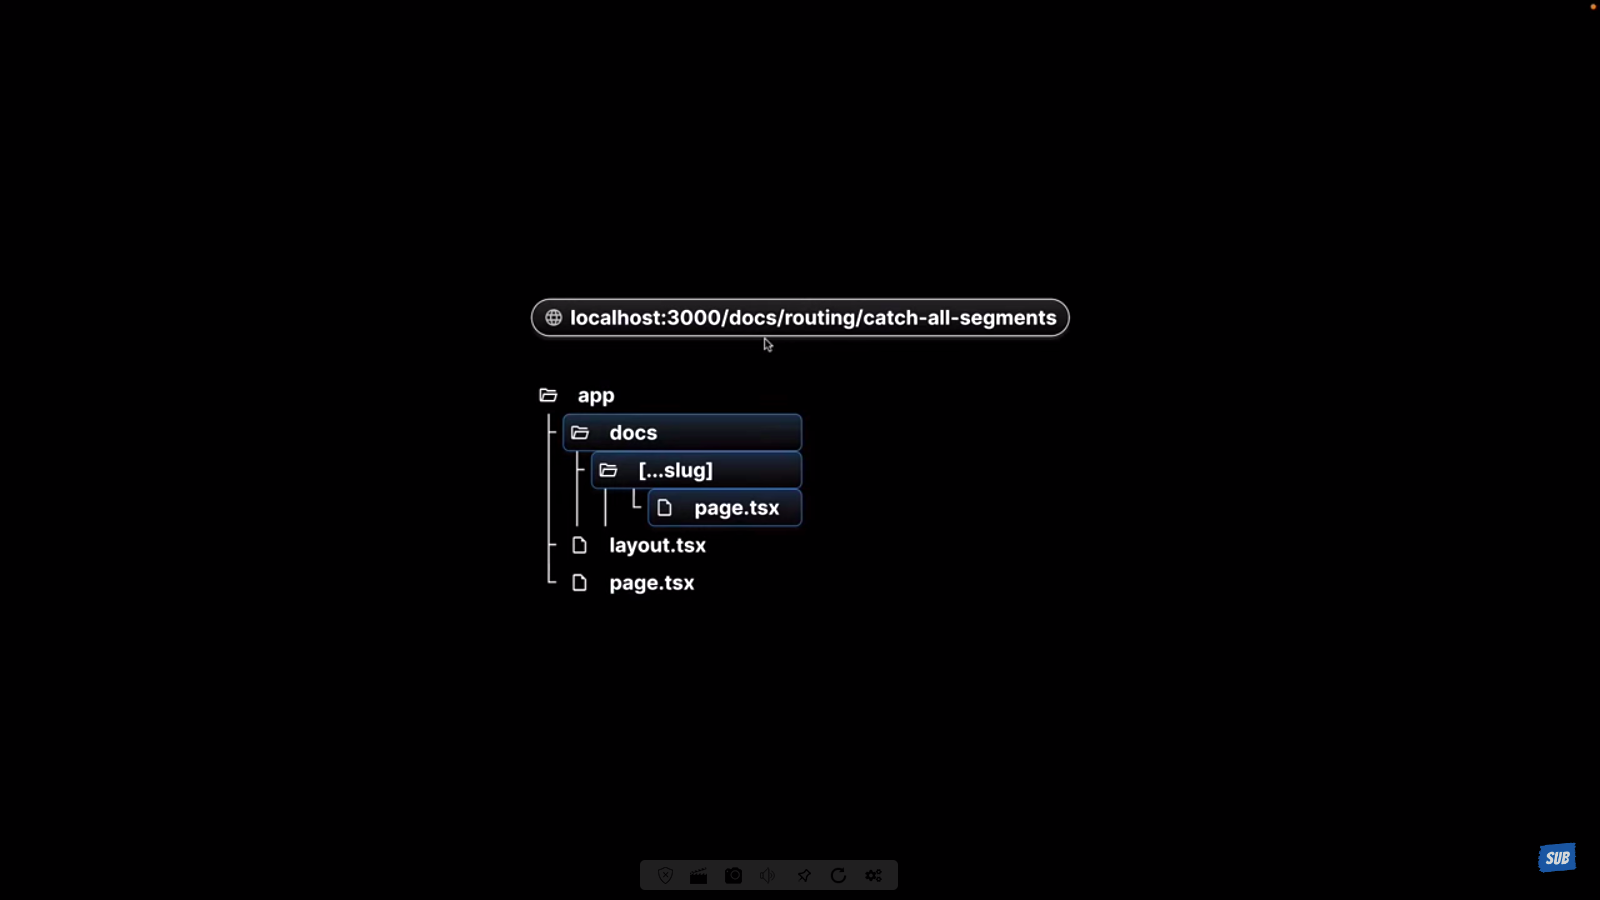 localhost:3000/docs/routing/catch-all-segments
app
docs
[...slug]
page.tsx
layout.tsx
page.tsx
SUB